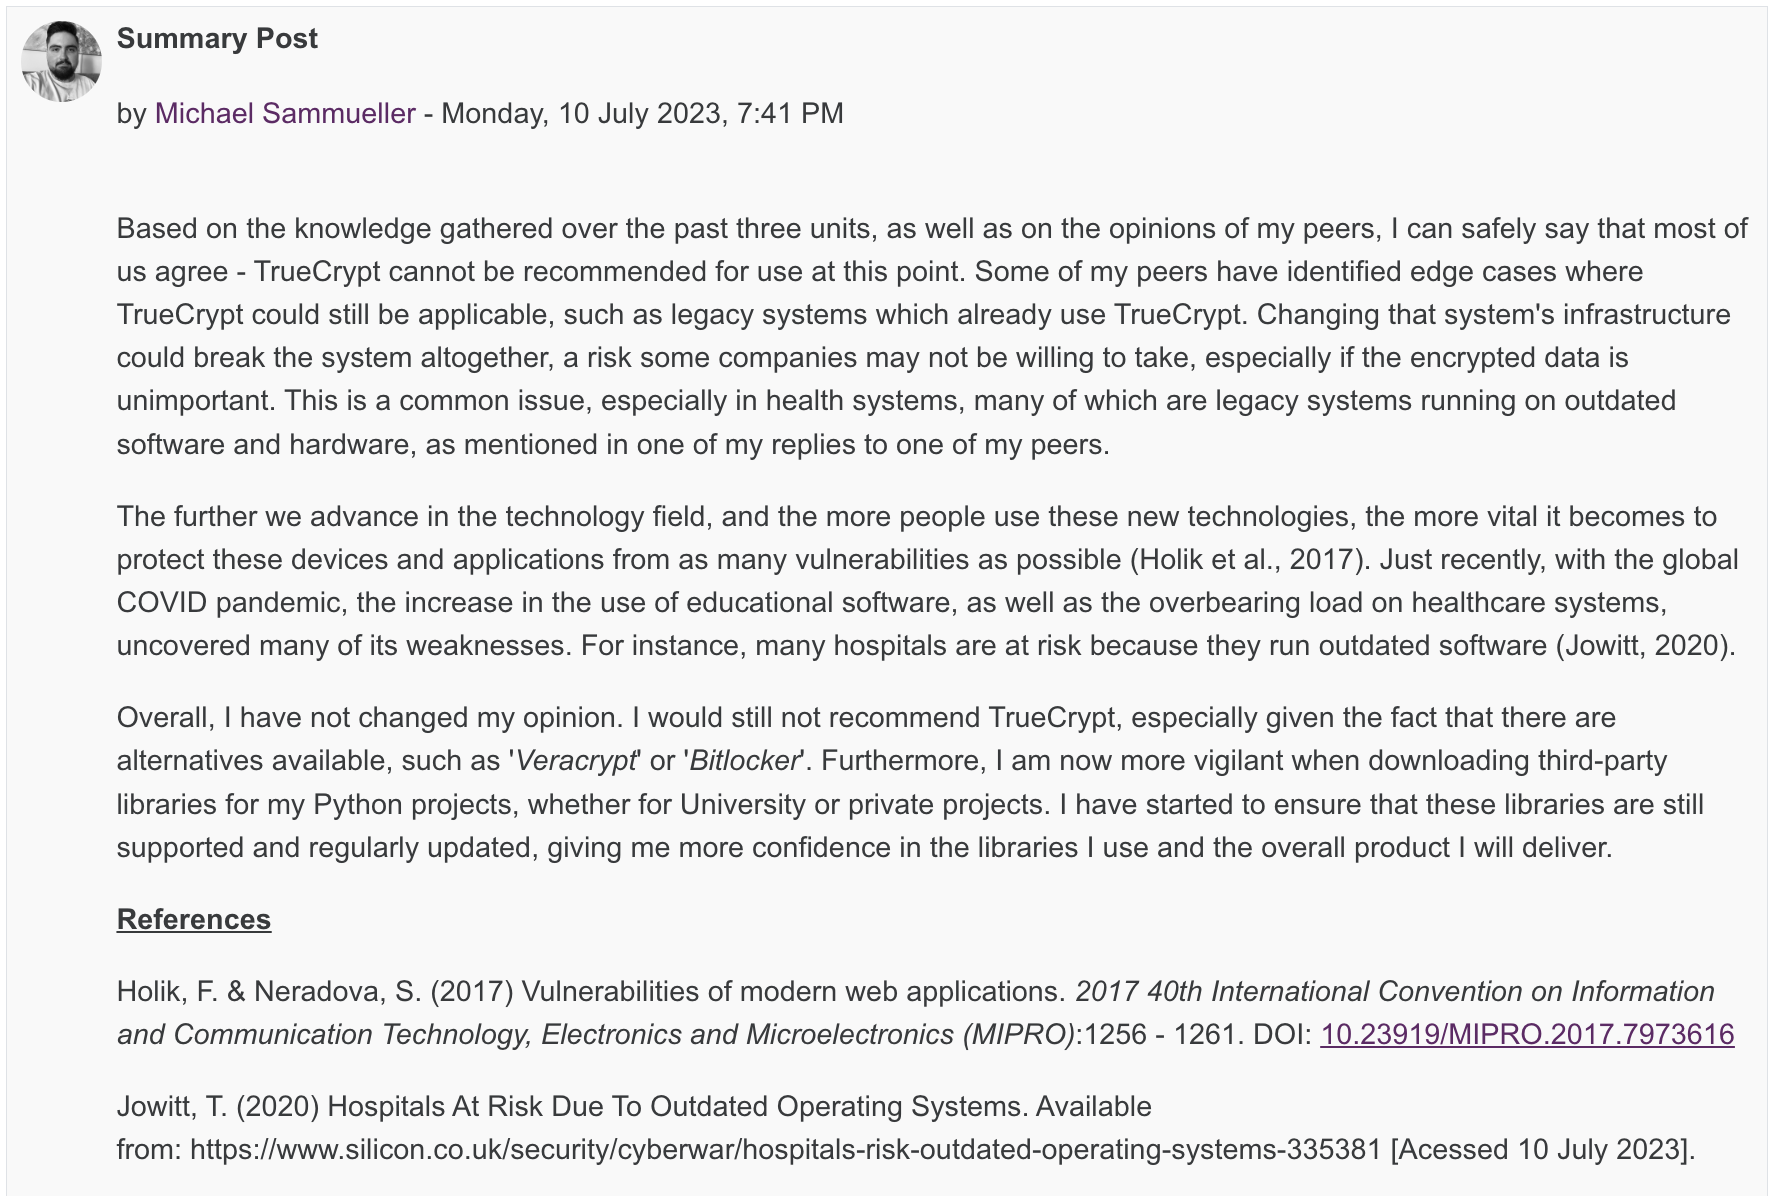 Summary Post
by Michael Sammueller - Monday, 10 July 2023, 7:41 PM
Based on the knowledge gathered over the past three units, as well as on the opinions of my peers, I can safely say that most of
us agree - TrueCrypt cannot be recommended for use at this point. Some of my peers have identified edge cases where
TrueCrypt could still be applicable, such as legacy systems which already use TrueCrypt. Changing that system's infrastructure
could break the system altogether, a risk some companies may not be willing to take, especially if the encrypted data is
unimportant. This is a common issue, especially in health systems, many of which are legacy systems running on outdated
software and hardware, as mentioned in one of my replies to one of my peers.
The further we advance in the technology field, and the more people use these new technologies, the more vital it becomes to
protect these devices and applications from as many vulnerabilities as possible (Holik et al., 2017). Just recently, with the global
COVID pandemic, the increase in the use of educational software, as well as the overbearing load on healthcare systems,
uncovered many of its weaknesses. For instance, many hospitals are at risk because they run outdated software (Jowitt, 2020).
Overall, I have not changed my opinion. I would still not recommend TrueCrypt, especially given the fact that there are
alternatives available, such as 'Veracrypt' or 'Bitlocker'. Furthermore, I am now more vigilant when downloading third-party
libraries for my Python projects, whether for University or private projects. I have started to ensure that these libraries are still
supported and regularly updated, giving me more confidence in the libraries I use and the overall product I will deliver.
References
Holik, F. & Neradova, S. (2017) Vulnerabilities of modern web applications. 2017 40th International Convention on Information
and Communication Technology, Electronics and Microelectronics (MIPRO):1256 - 1261. DOI: 10.23919/MIPRO.2017.7973616
Jowitt, T. (2020) Hospitals At Risk Due To Outdated Operating Systems. Available
from: https://www.silicon.co.uk/security/cyberwar/hospitals-risk-outdated-operating-systems-335381 [Acessed 10 July 2023].